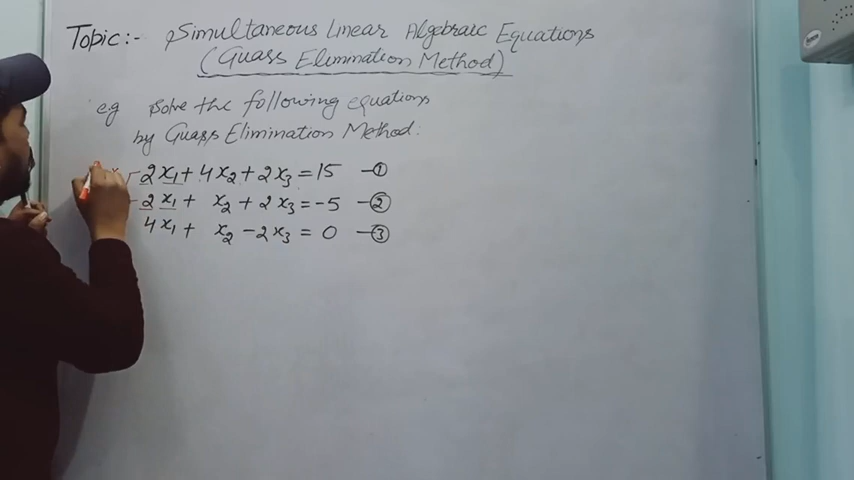 Topic:- Simultaneous Linear Algebraic Equations
(Guass Elimination Method)
eg Solve the following equations
by Guass Elimination Method:
2x₁ + 4x₂ + 2x₃ = 15 —①
2x₁ + x₂ + 2x₃ = -5 —②
4x₁ + x₂ - 2x₃ = 0 —③